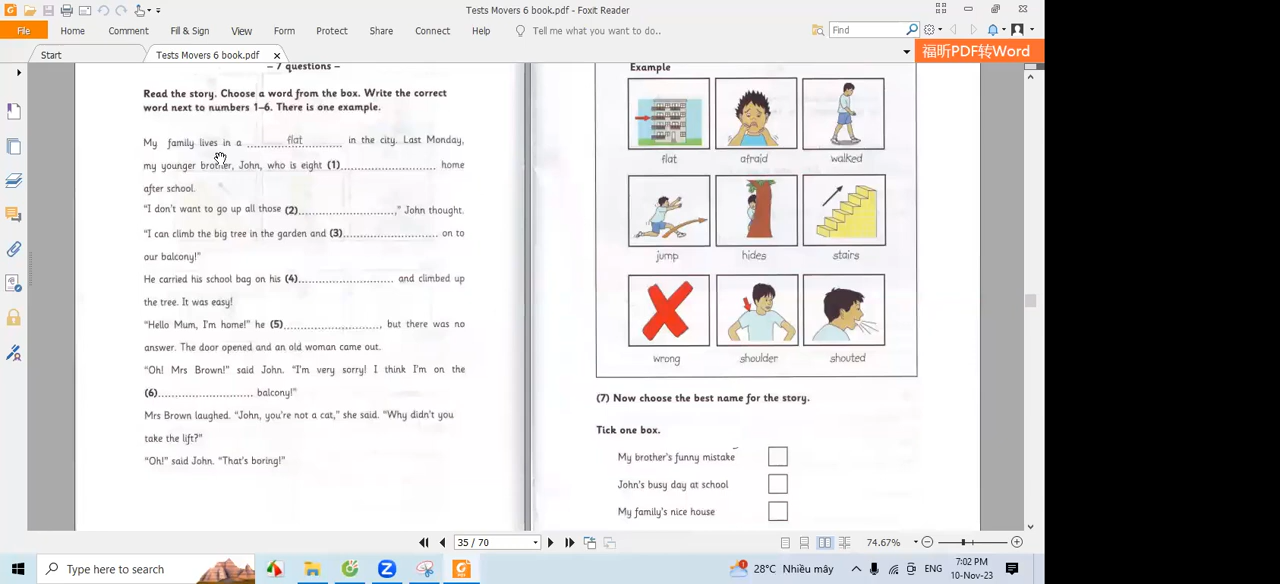 Tests Movers 6 book.pdf - Foxit Reader
File Home Comment Fill & Sign View Form Protect Share Connect Help Tell me what you want to do.. Find
Start Tests Movers 6 book.pdf
福昕PDF转Word
– 7 questions –
Read the story. Choose a word from the box. Write the correct
word next to numbers 1–6. There is one example.
My family lives in a flat in the city. Last Monday,
my younger brother, John, who is eight (1) home
after school.
“I don't want to go up all those (2) ,” John thought.
“I can climb the big tree in the garden and (3) on to
our balcony!”
He carried his school bag on his (4) and climbed up
the tree. It was easy!
“Hello Mum, I'm home!” he (5) but there was no
answer. The door opened and an old woman came out.
“Oh! Mrs Brown!” said John. “I'm very sorry! I think I'm on the
(6) balcony!”
Mrs Brown laughed. “John, you're not a cat,” she said. “Why didn't you
take the lift?”
“Oh!” said John. “That's boring!”
Example
flat afraid walked
jump hides stairs
wrong shoulder shouted
(7) Now choose the best name for the story.
Tick one box.
My brother's funny mistake
John's busy day at school
My family's nice house
35 / 70
74.67%
Type here to search
28°C Nhiều mây
ENG
7:02 PM
10-Nov-23